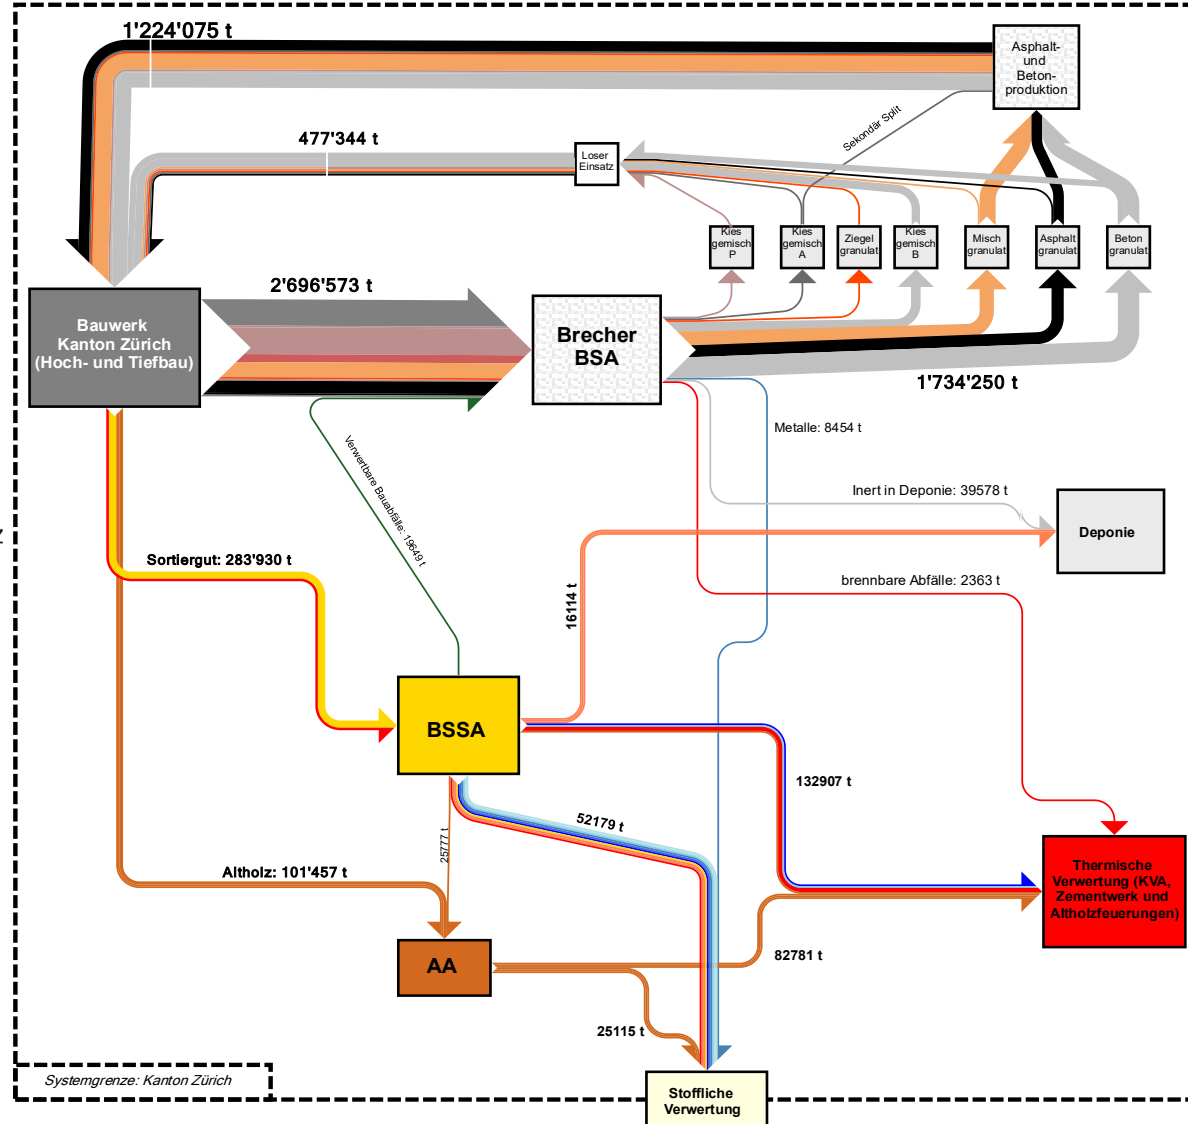 1'224'075 t
Asphalt-
und
Beton-
produktion
Sekondär Split
477'344 t
Loser
Einsatz
Kies
gemisch
P
Kies
gemisch
A
Ziegel
granulat
Kies
gemisch
B
Misch
granulat
Asphalt
granulat
Beton
granulat
2'696'573 t
Bauwerk
Kanton Zürich
(Hoch- und Tiefbau)
Brecher
BSA
1'734'250 t
Metalle: 8454 t
Verwertbare Bauabfälle: 19649 t
Inert in Deponie: 39578 t
Deponie
Sortiergut: 283'930 t
brennbare Abfälle: 2363 t
16114 t
BSSA
132907 t
52179 t
25777 t
Altholz: 101'457 t
Thermische
Verwertung (KVA,
Zementwerk und
Altholzfeuerungen)
AA
82781 t
25115 t
Systemgrenze: Kanton Zürich
Stoffliche
Verwertung